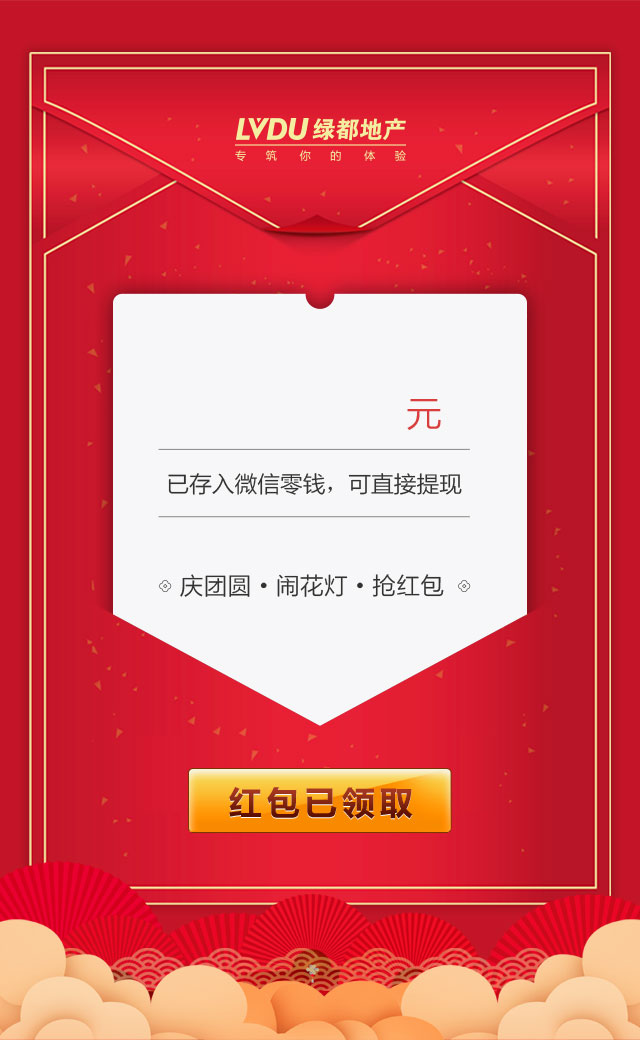 LVDU 绿都地产
专筑你的体验
元
已存入微信零钱，可直接提现
庆团圆·闹花灯·抢红包
红包已领取